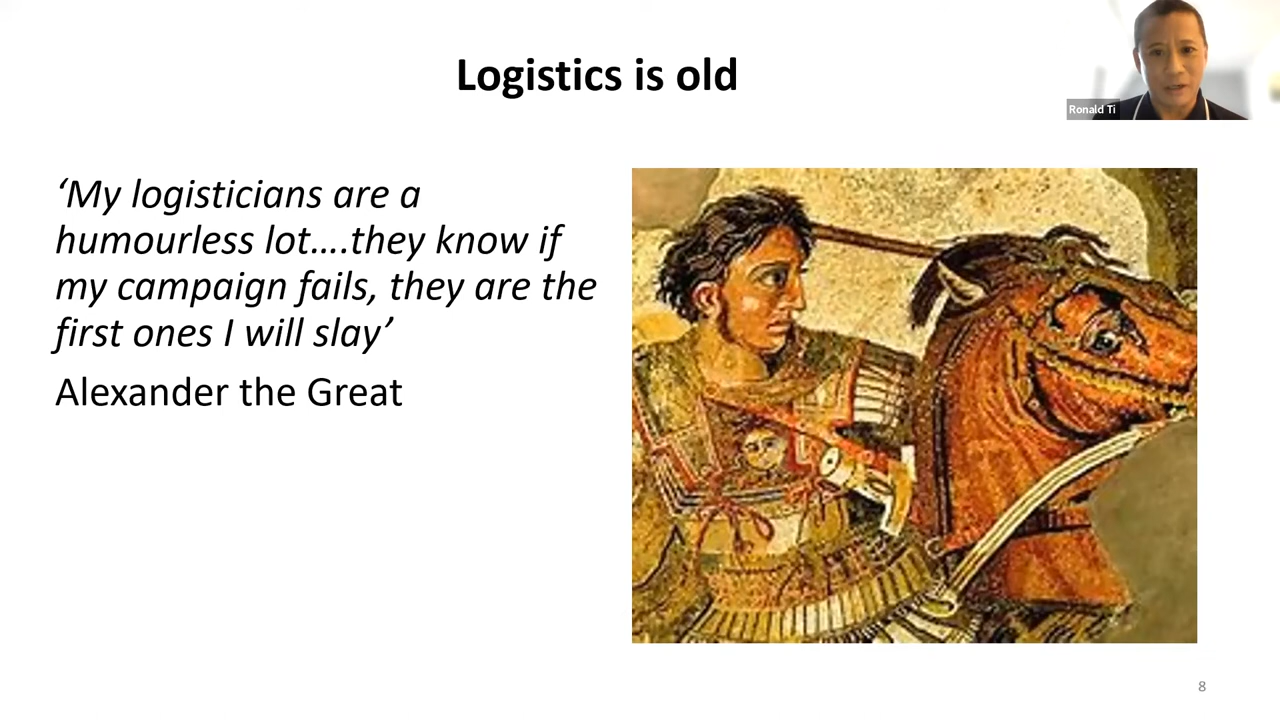 Logistics is old
Ronald Ti
‘My logisticians are a
humourless lot….they know if
my campaign fails, they are the
first ones I will slay’
Alexander the Great
8